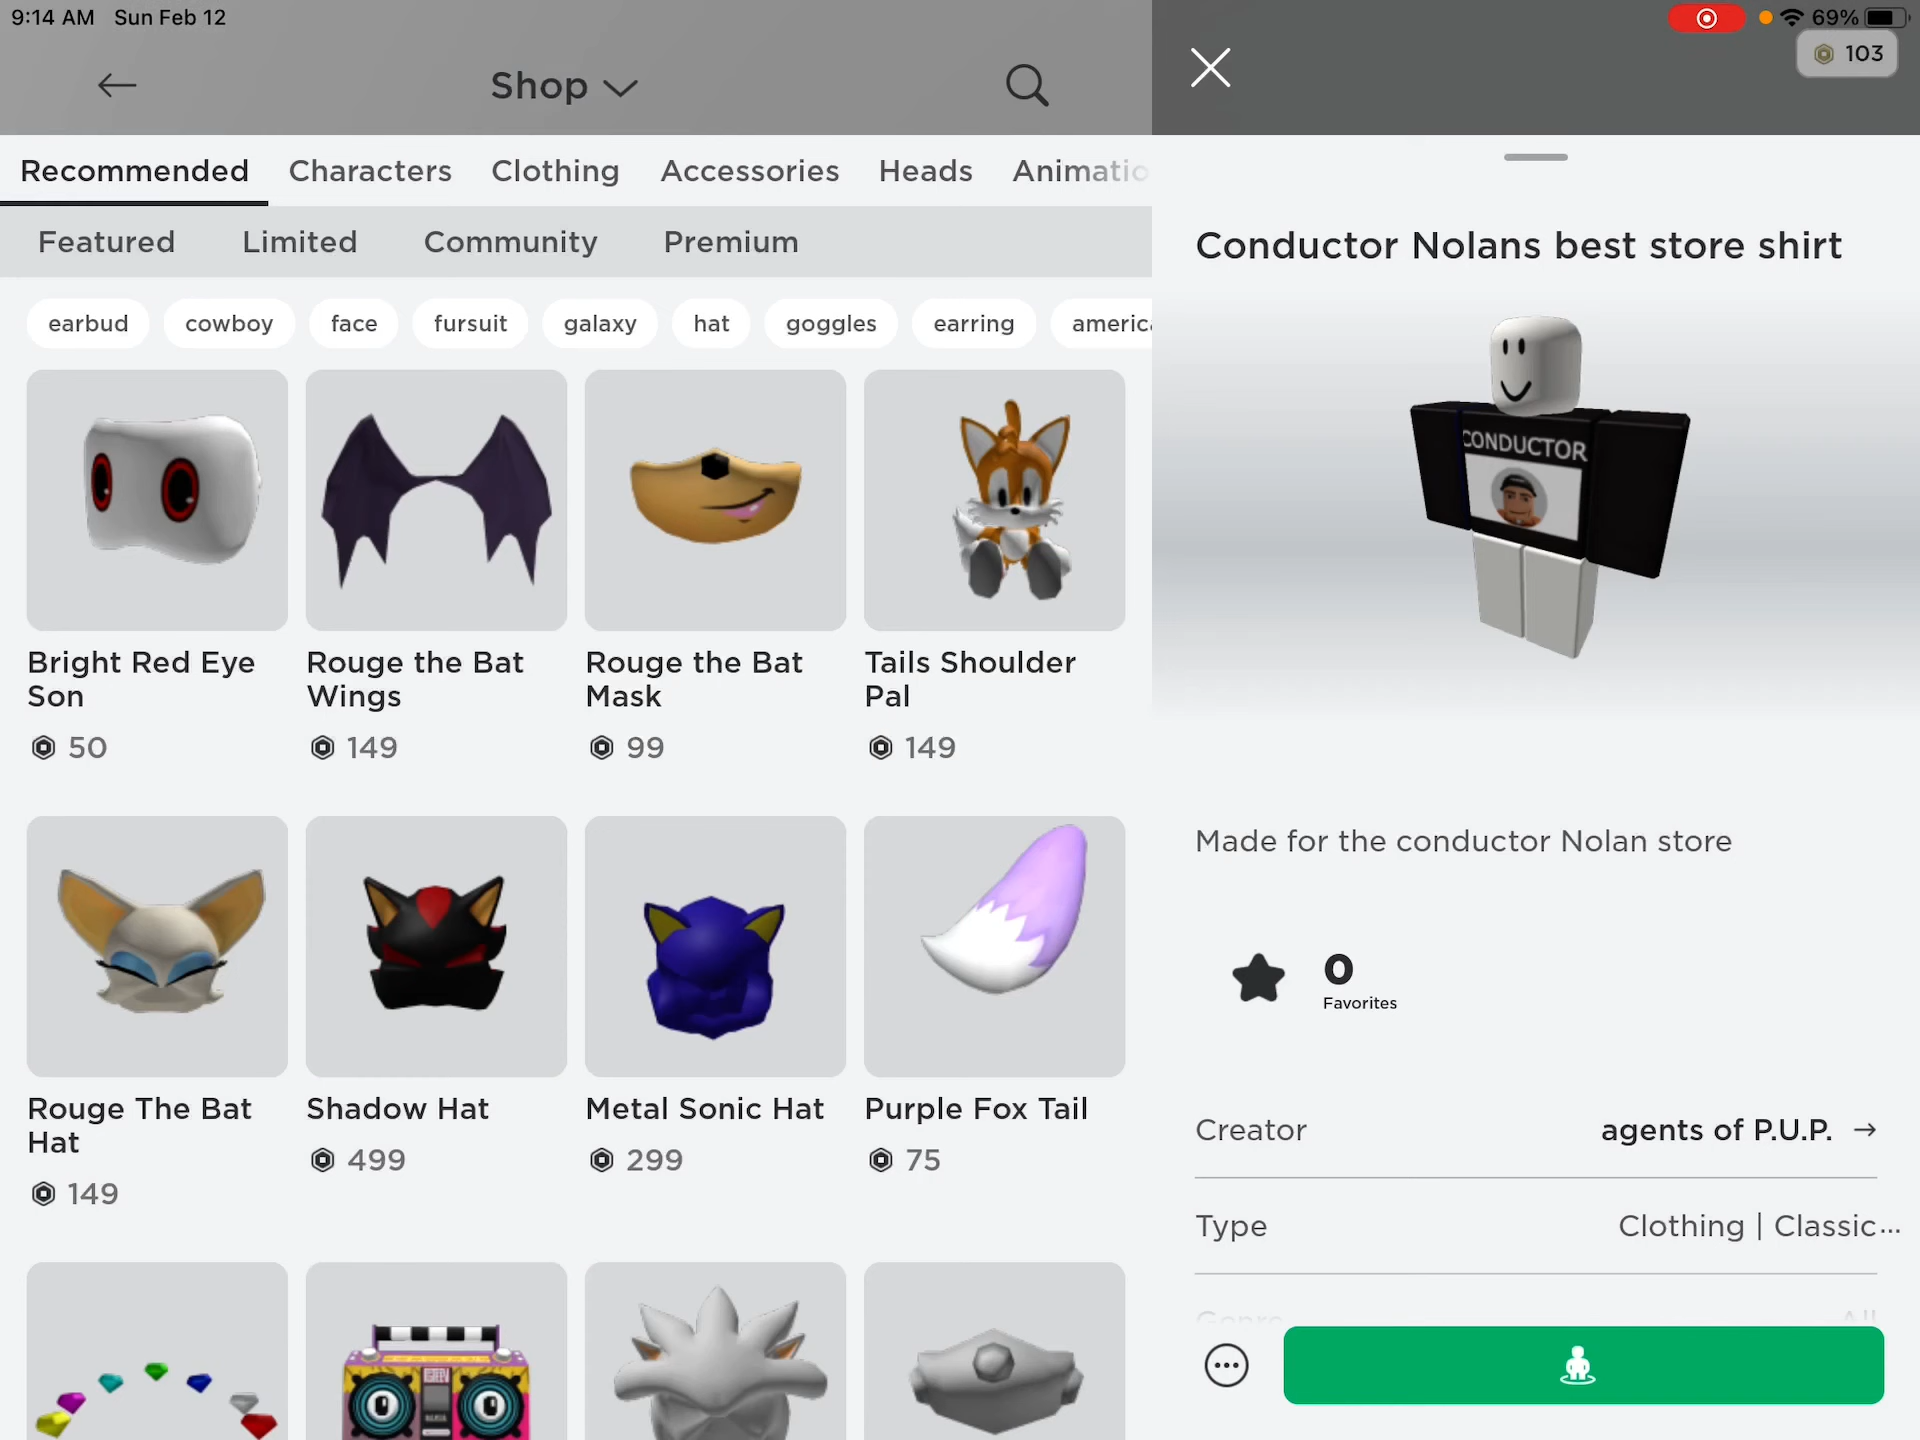 9:14 AM Sun Feb 12
69%
103
Shop
Recommended Characters Clothing Accessories Heads Animatio
Featured Limited Community Premium
earbud cowboy face fursuit galaxy hat goggles earring americ
Bright Red Eye Son
50
Rouge the Bat Wings
149
Rouge the Bat Mask
99
Tails Shoulder Pal
149
Rouge The Bat Hat
149
Shadow Hat
499
Metal Sonic Hat
299
Purple Fox Tail
75
Conductor Nolans best store shirt
CONDUCTOR
Made for the conductor Nolan store
0
Favorites
Creator agents of P.U.P. →
Type Clothing | Classic...
Genre All